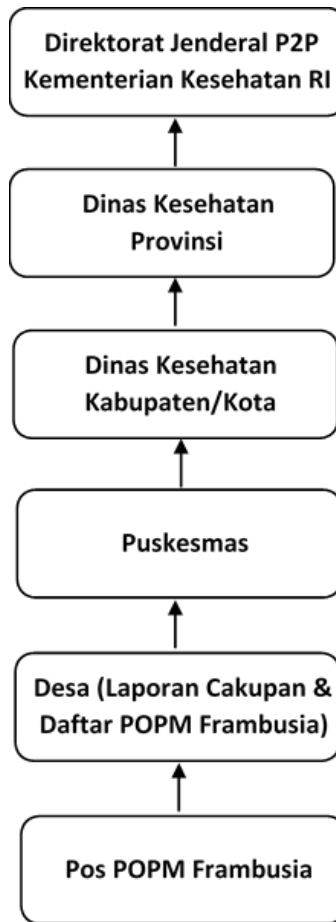 Direktorat Jenderal P2P
Kementerian Kesehatan RI
Dinas Kesehatan
Provinsi
Dinas Kesehatan
Kabupaten/Kota
Puskesmas
Desa (Laporan Cakupan &
Daftar POPM Frambusia)
Pos POPM Frambusia